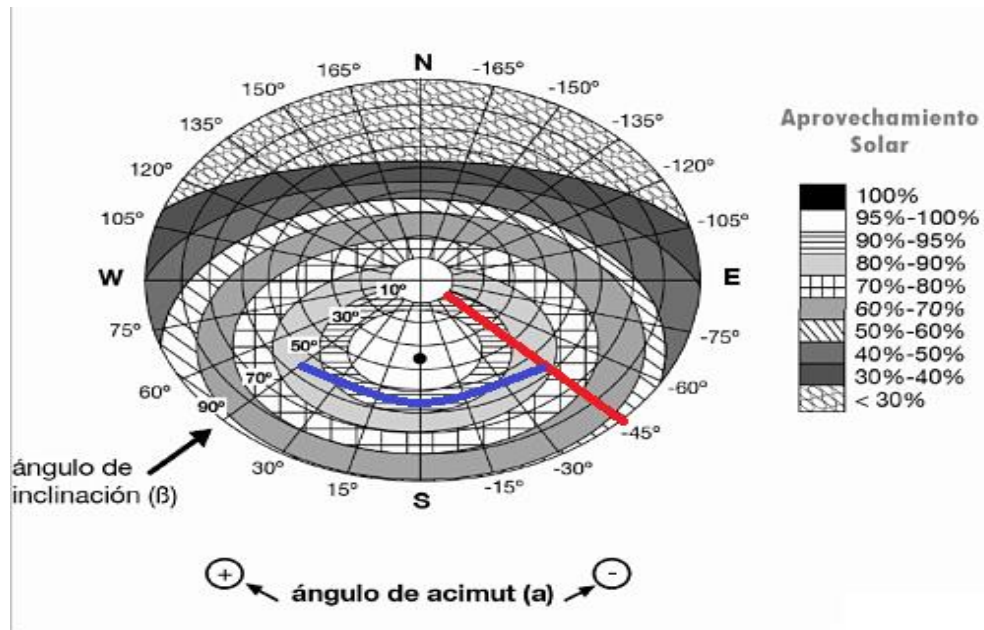 N
165º
-165º
150º
-150º
135º
-135º
120º
-120º
105º
-105º
W
E
75º
-75º
60º
-60º
-45º
30º
-30º
15º
-15º
S
10º
30º
50º
70º
90º
ángulo de
inclinación (ß)
+
ángulo de acimut (a)
-
Aprovechamiento
Solar
100%
95%-100%
90%-95%
80%-90%
70%-80%
60%-70%
50%-60%
40%-50%
30%-40%
< 30%